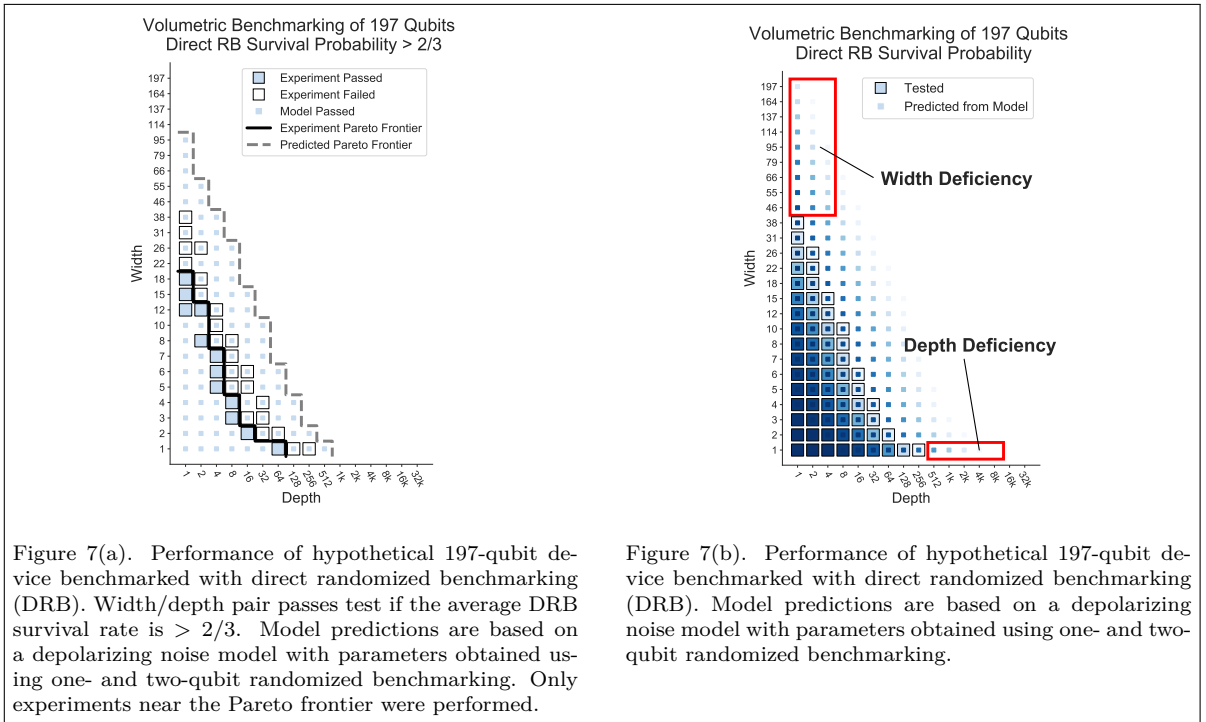 Volumetric Benchmarking of 197 Qubits
Direct RB Survival Probability > 2/3
Experiment Passed
Experiment Failed
Model Passed
Experiment Pareto Frontier
Predicted Pareto Frontier
Width
197
164
137
114
95
79
66
55
46
38
31
26
22
18
15
12
10
8
7
6
5
4
3
2
1
1 2 4 8 16 32 64 128 256 512 1k 2k 4k 8k 16k 32k
Depth
Volumetric Benchmarking of 197 Qubits
Direct RB Survival Probability
Tested
Predicted from Model
Width Deficiency
Depth Deficiency
Width
197
164
137
114
95
79
66
55
46
38
31
26
22
18
15
12
10
8
7
6
5
4
3
2
1
1 2 4 8 16 32 64 128 256 512 1k 2k 4k 8k 16k 32k
Depth
Figure 7(a). Performance of hypothetical 197-qubit de-
vice benchmarked with direct randomized benchmarking
(DRB). Width/depth pair passes test if the average DRB
survival rate is > 2/3. Model predictions are based on
a depolarizing noise model with parameters obtained us-
ing one- and two-qubit randomized benchmarking. Only
experiments near the Pareto frontier were performed.
Figure 7(b). Performance of hypothetical 197-qubit de-
vice benchmarked with direct randomized benchmarking
(DRB). Model predictions are based on a depolarizing
noise model with parameters obtained using one- and two-
qubit randomized benchmarking.